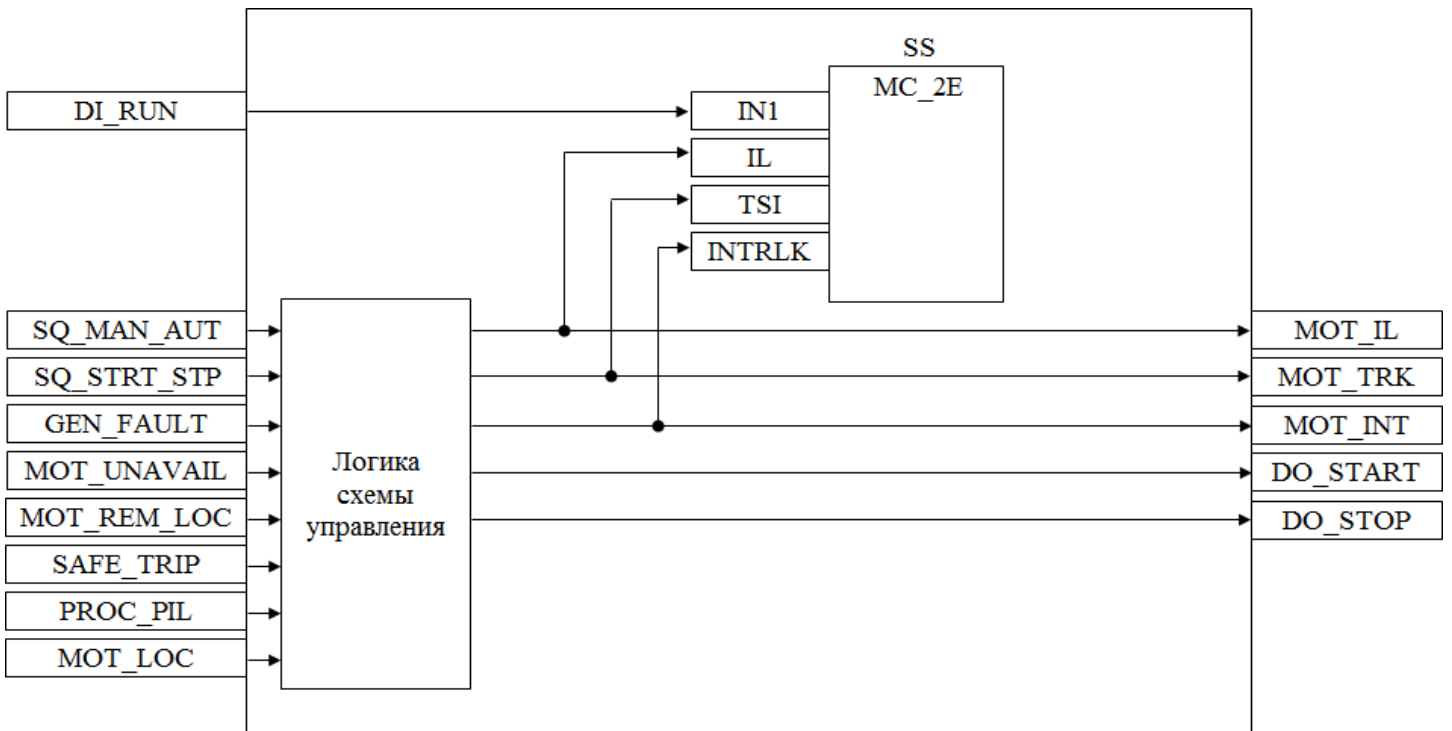 SS
MC_2E
DI_RUN
IN1
IL
TSI
INTRLK
SQ_MAN_AUT
SQ_STRT_STP
GEN_FAULT
MOT_UNAVAIL
MOT_REM_LOC
SAFE_TRIP
PROC_PIL
MOT_LOC
Логика
схемы
управления
MOT_IL
MOT_TRK
MOT_INT
DO_START
DO_STOP